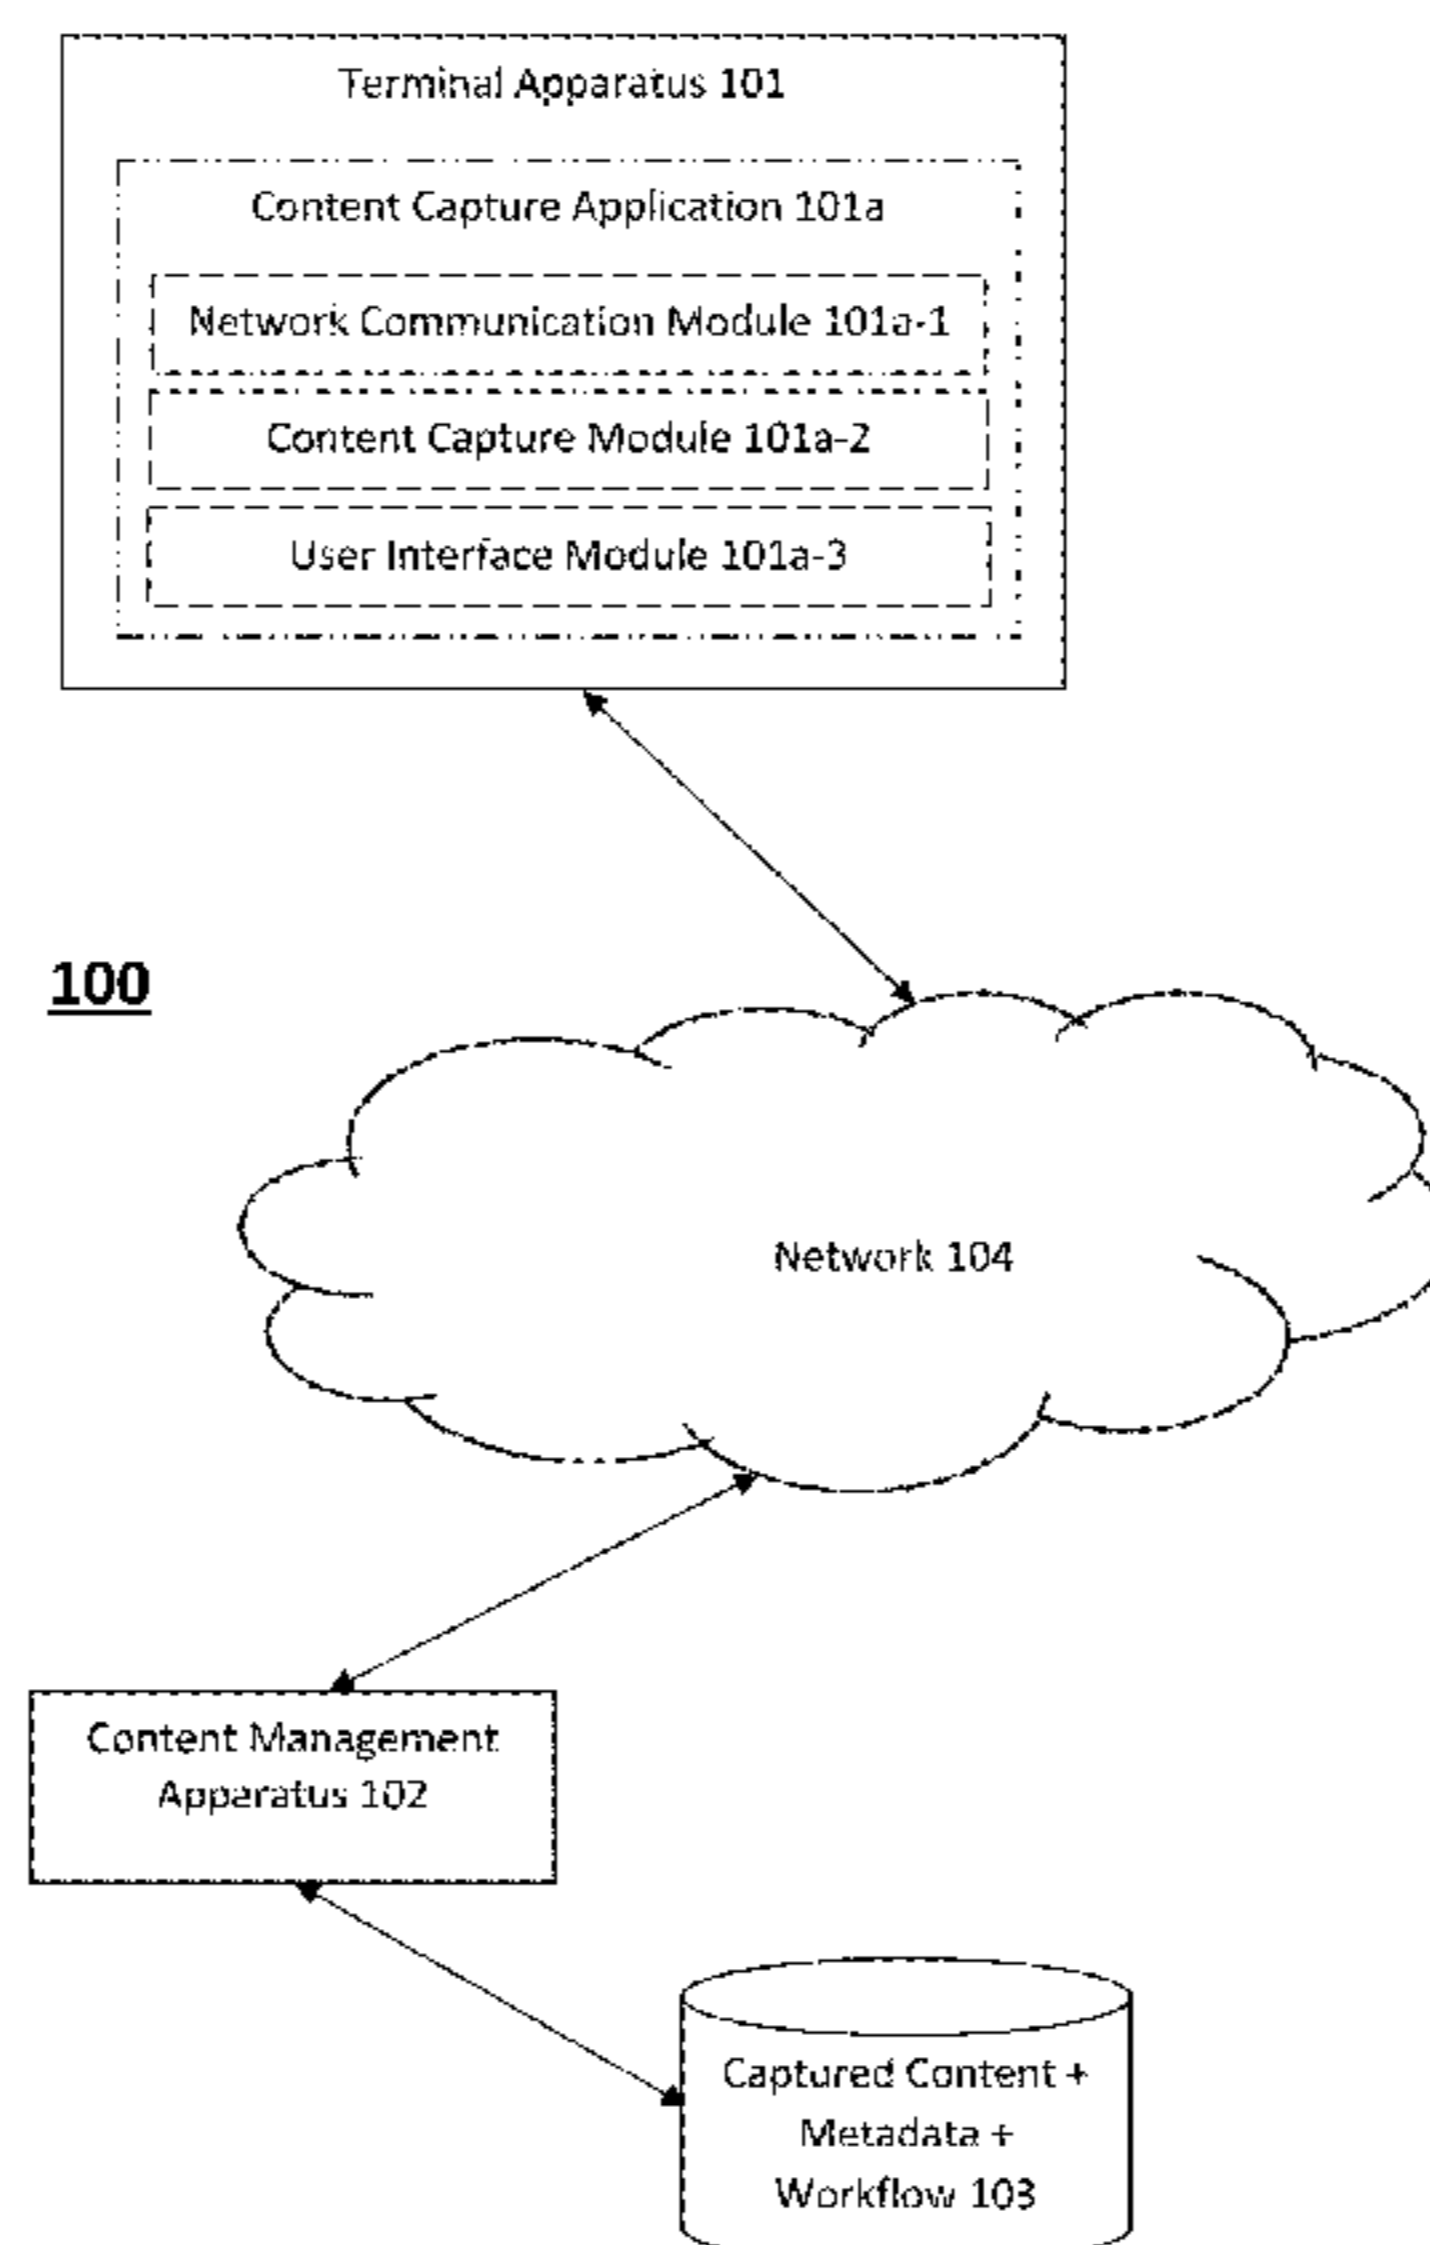 Terminal Apparatus 101
Content Capture Application 101a
Network Communication Module 101a-1
Content Capture Module 101a-2
User Interface Module 101a-3
100
Network 104
Content Management
Apparatus 102
Captured Content +
Metadata +
Workflow 103